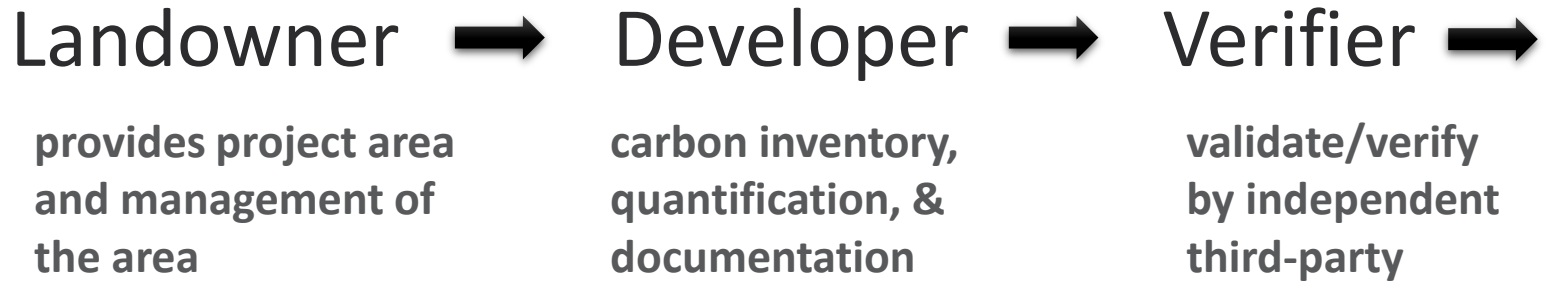 Landowner
provides project area
and management of
the area
Developer
carbon inventory,
quantification, &
documentation
Verifier
validate/verify
by independent
third-party